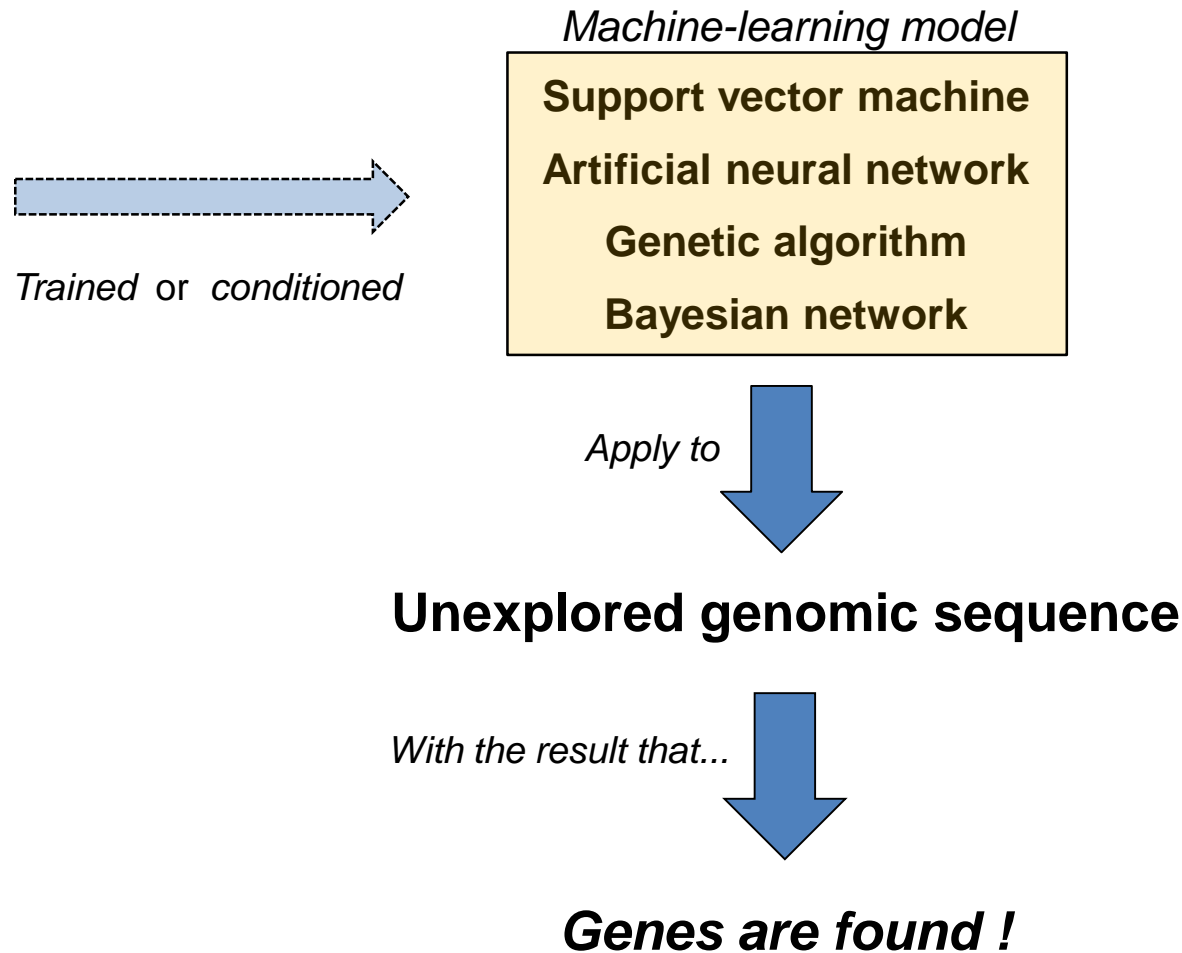 Machine-learning model
Support vector machine
Artificial neural network
Genetic algorithm
Bayesian network
Trained or conditioned
Apply to
Unexplored genomic sequence
With the result that...
Genes are found !